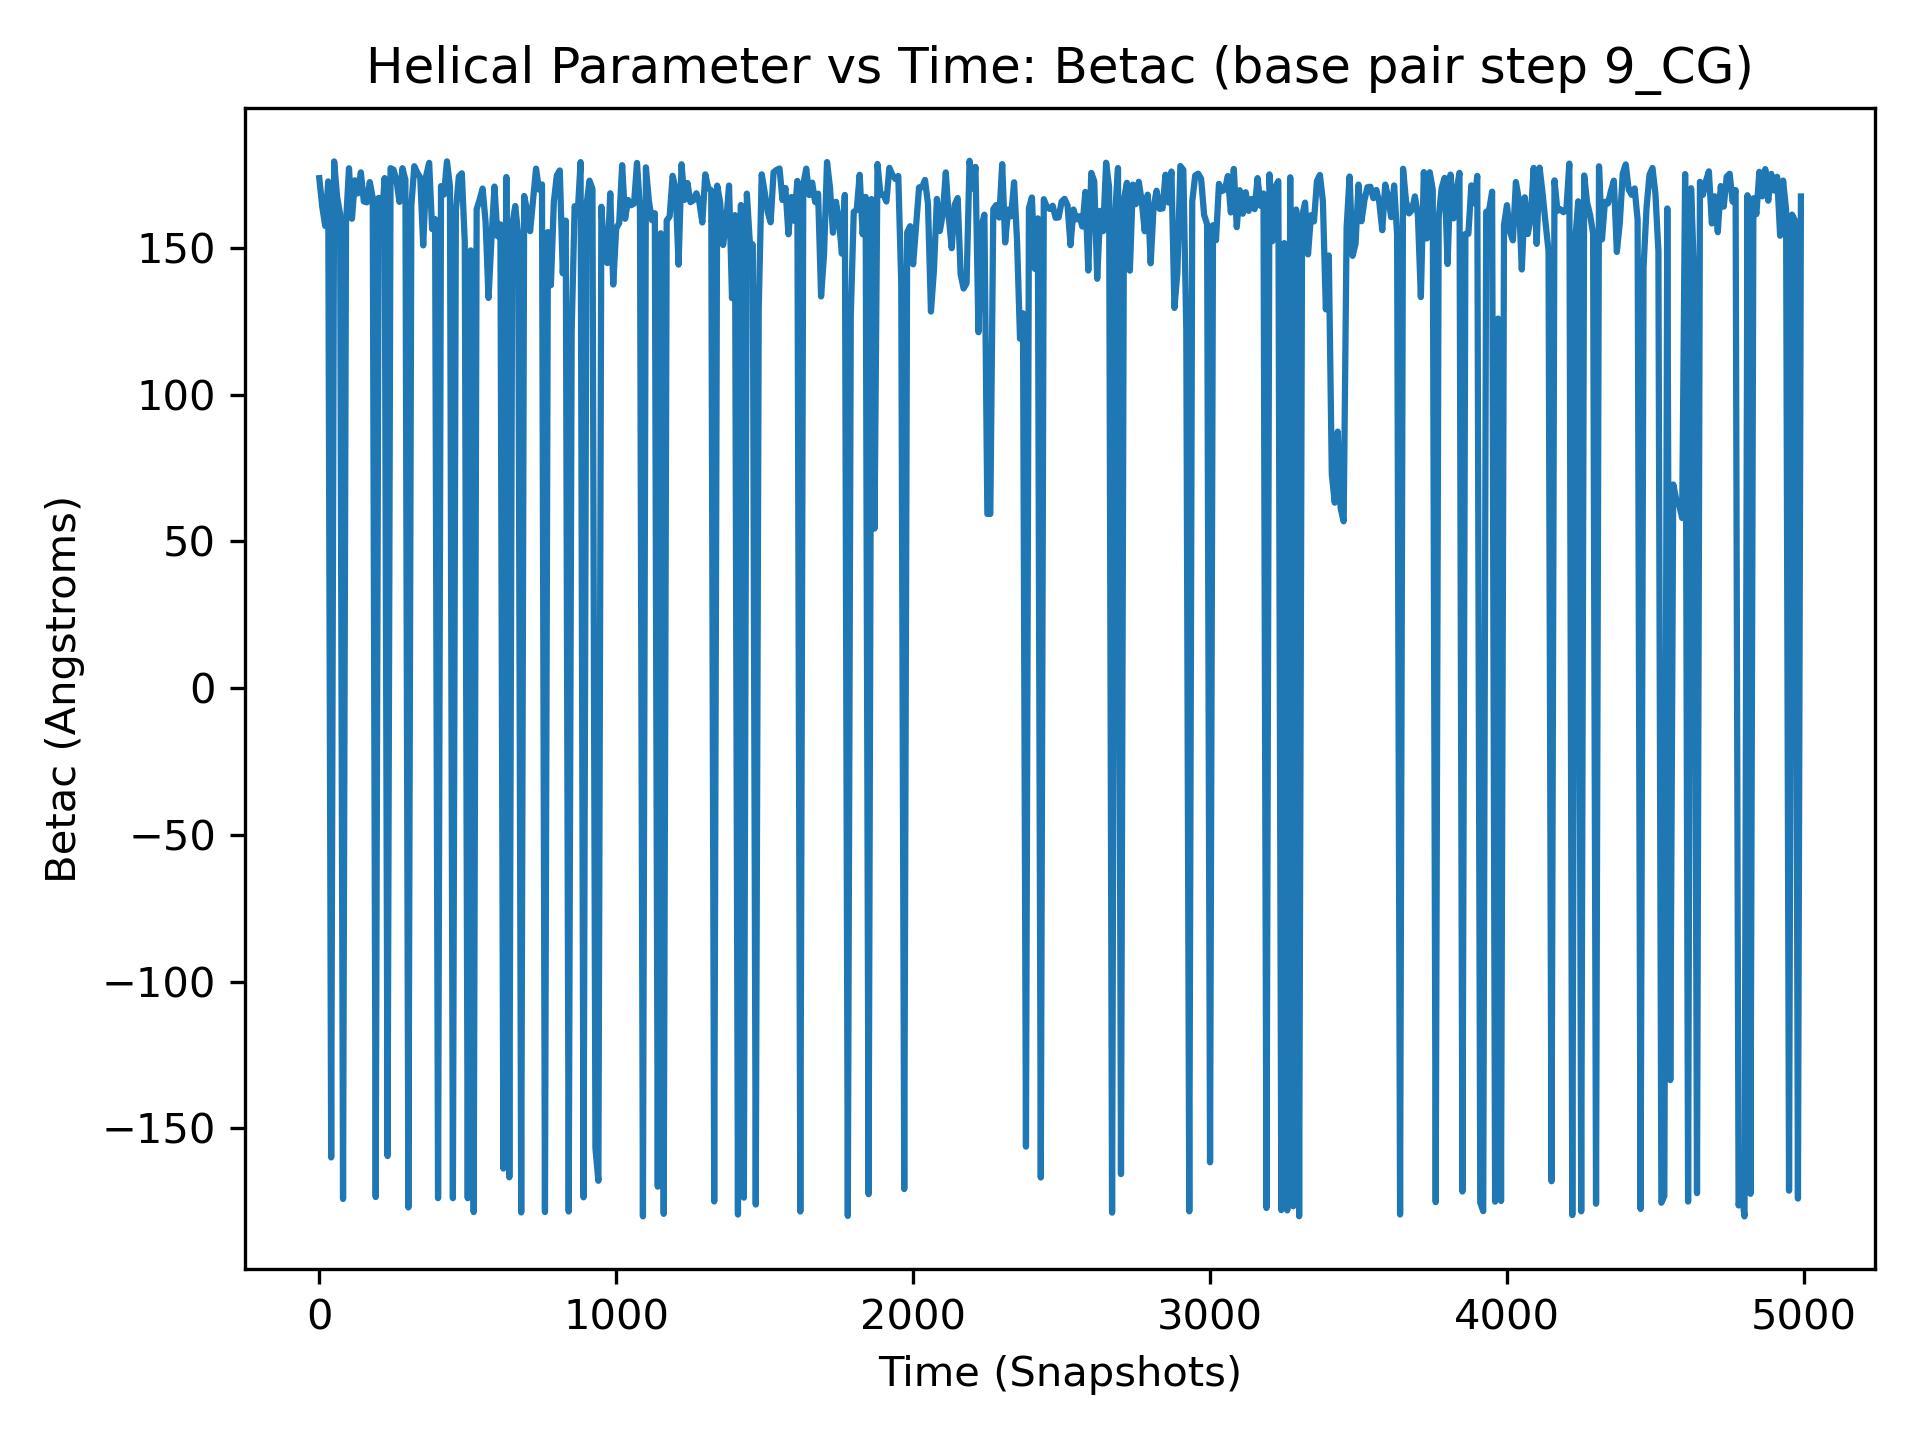 Helical Parameter vs Time: Betac (base pair step 9_CG)
150
100
50
0
−50
−100
−150
Betac (Angstroms)
0 1000 2000 3000 4000 5000
Time (Snapshots)